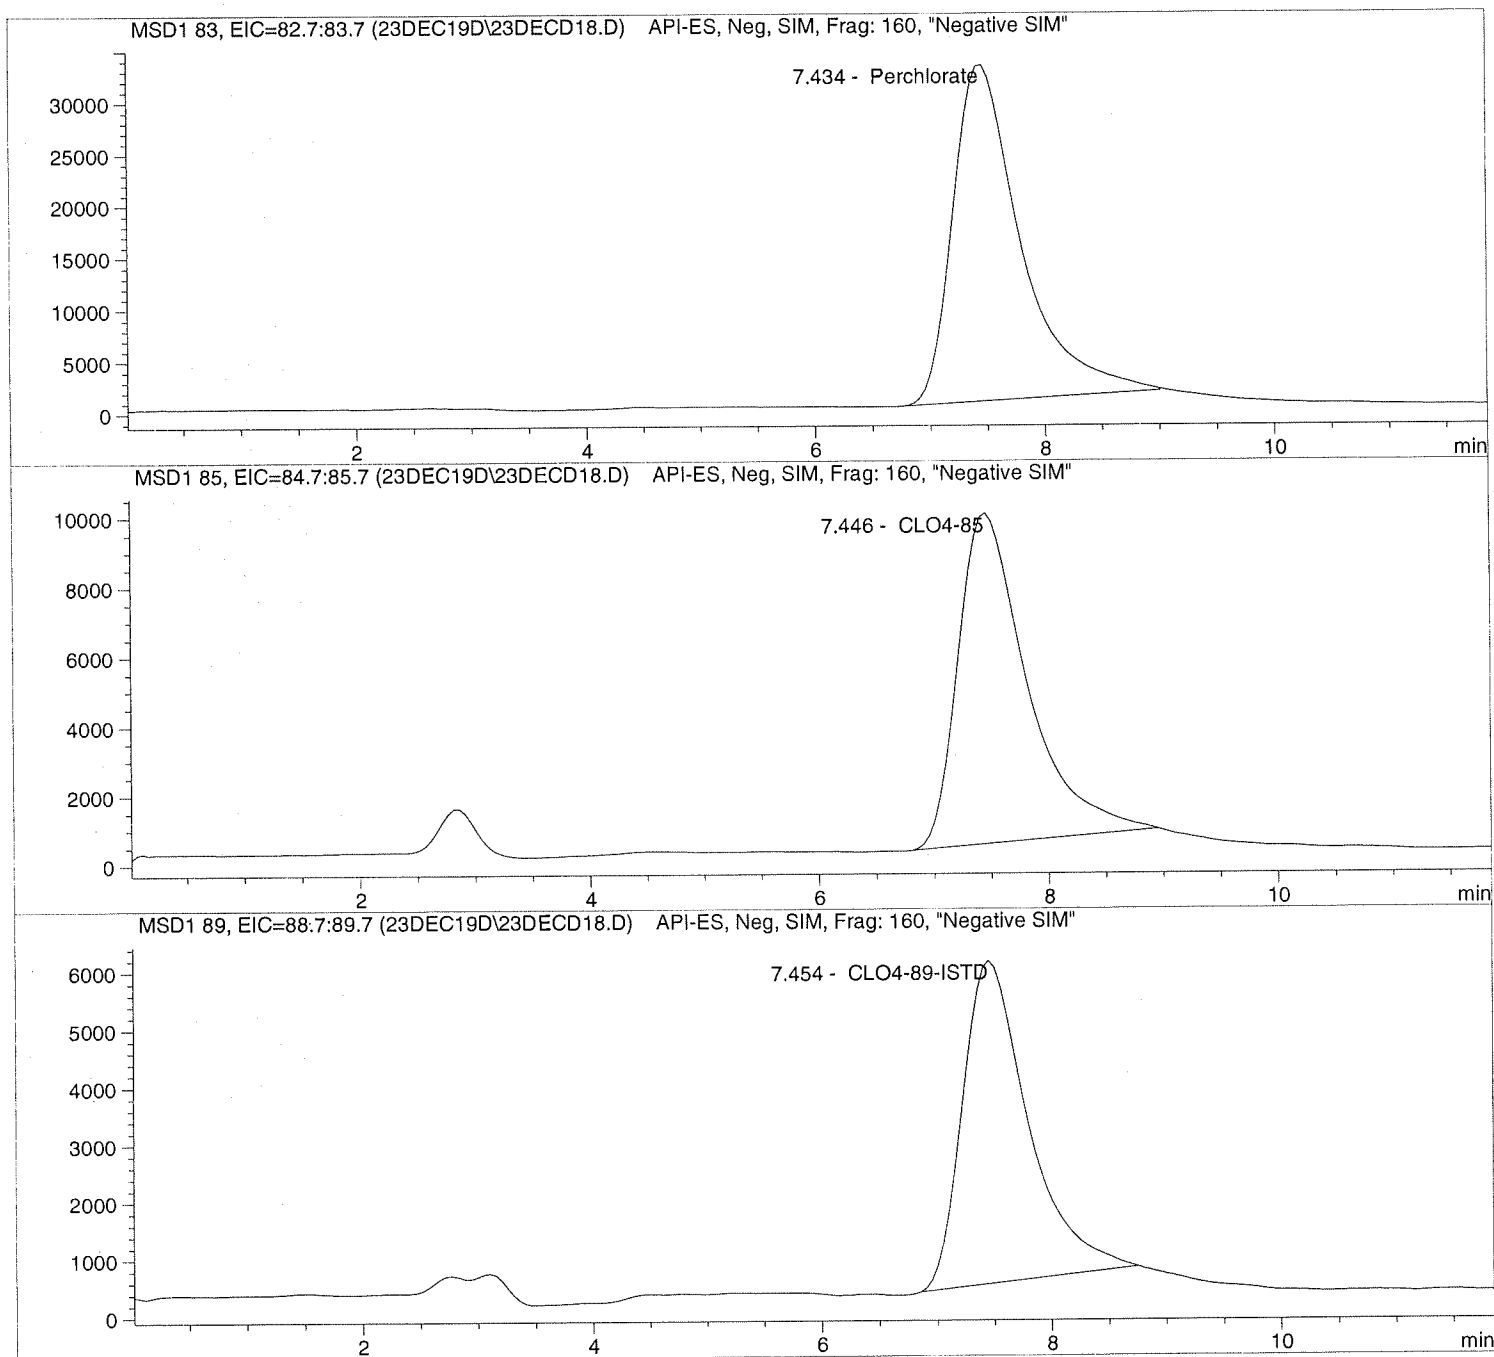 MSD1 83, EIC=82.7:83.7 (23DEC19D\23DECD18.D) API-ES, Neg, SIM, Frag: 160, "Negative SIM"
7.434 - Perchlorate
30000
25000
20000
15000
10000
5000
0
2 4 6 8 10 min
MSD1 85, EIC=84.7:85.7 (23DEC19D\23DECD18.D) API-ES, Neg, SIM, Frag: 160, "Negative SIM"
7.446 - CLO4-85
10000
8000
6000
4000
2000
0
2 4 6 8 10 min
MSD1 89, EIC=88.7:89.7 (23DEC19D\23DECD18.D) API-ES, Neg, SIM, Frag: 160, "Negative SIM"
7.454 - CLO4-89-ISTD
6000
5000
4000
3000
2000
1000
0
2 4 6 8 10 min